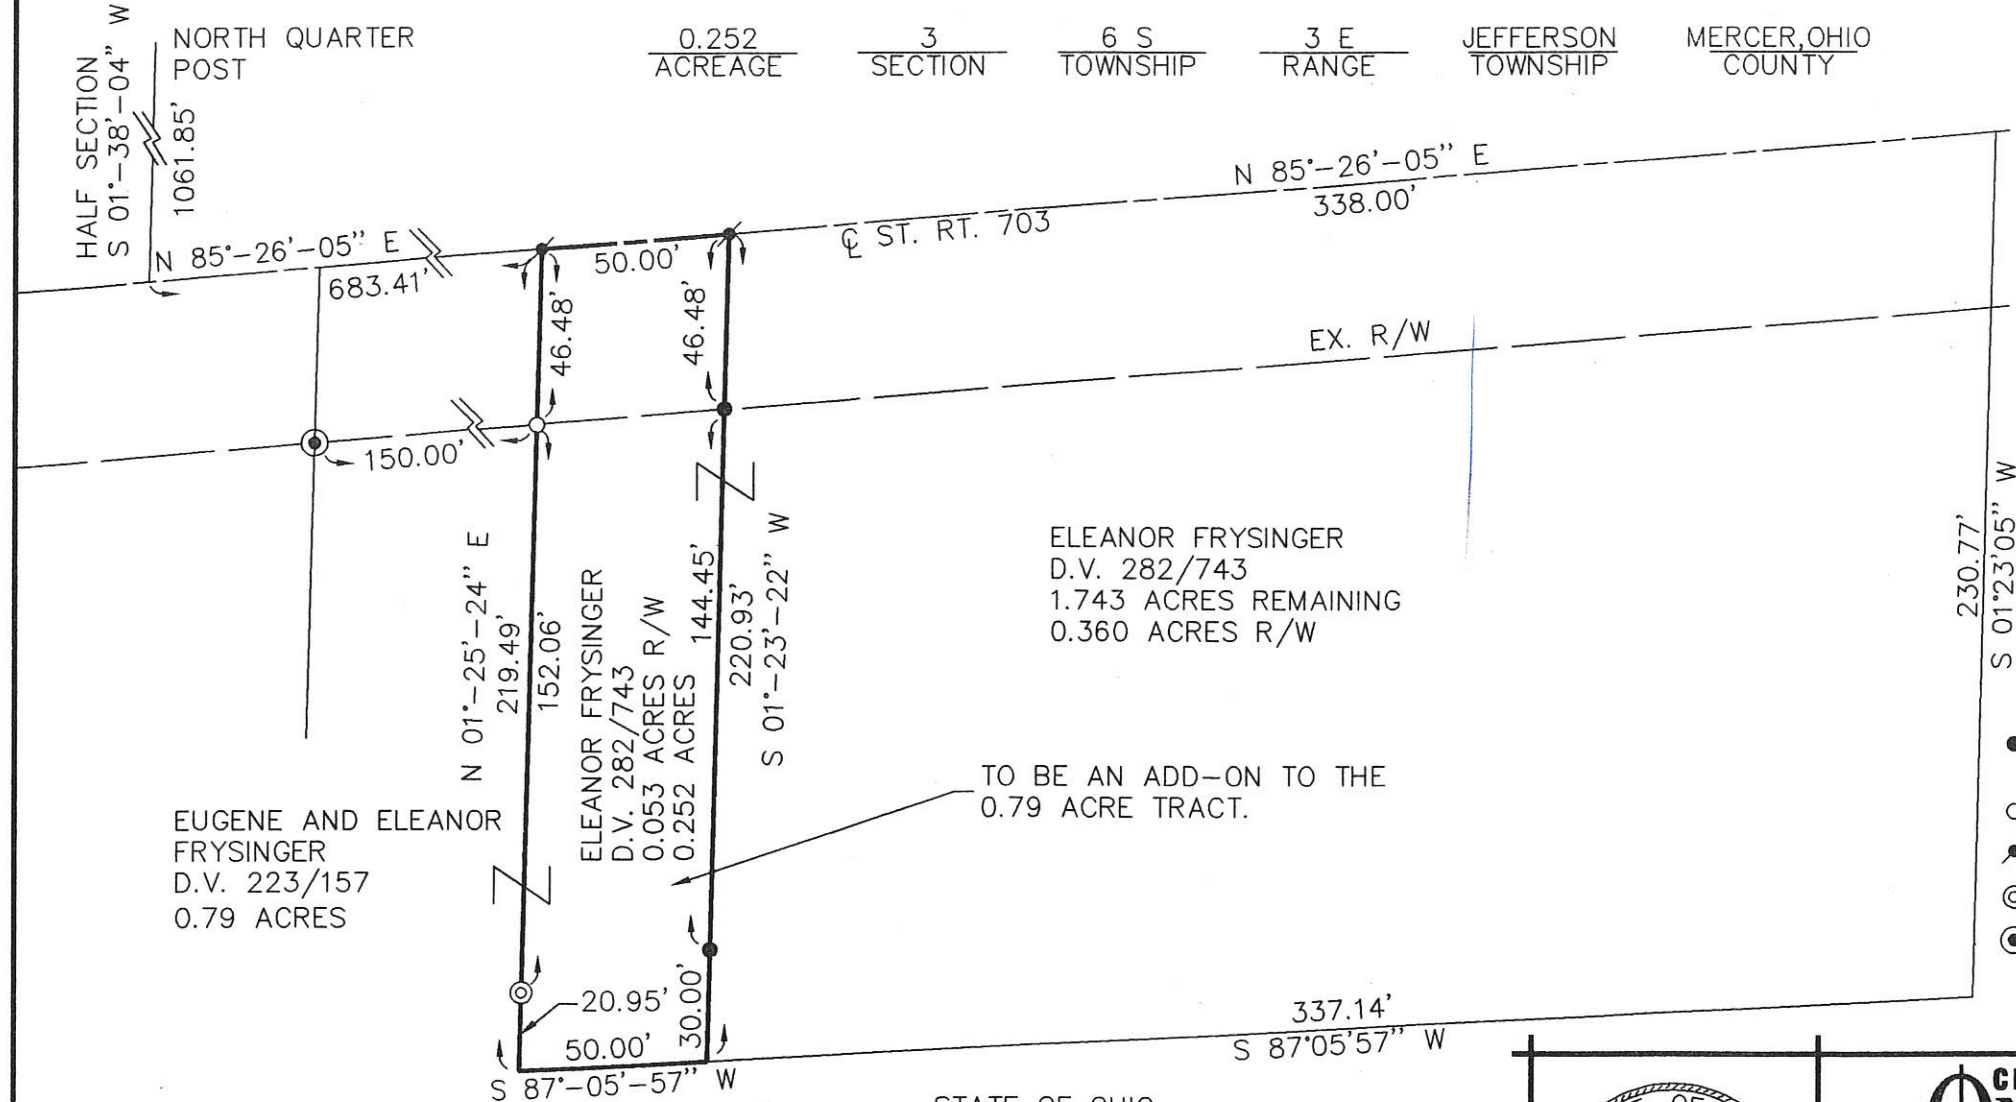 NORTH QUARTER
POST
0.252
ACREAGE
3
SECTION
6 S
TOWNSHIP
3 E
RANGE
JEFFERSON
TOWNSHIP
MERCER,OHIO
COUNTY
HALF SECTION
S 01°-38'-04" W
1061.85'
N 85°-26'-05" E
683.41'
50.00'
℄ ST. RT. 703
N 85°-26'-05" E
338.00'
46.48'
46.48'
EX. R/W
150.00'
N 01°-25'-24" E
219.49'
152.06'
ELEANOR FRYSINGER
D.V. 282/743
0.053 ACRES R/W
0.252 ACRES
144.45'
220.93'
S 01°-23'-22" W
ELEANOR FRYSINGER
D.V. 282/743
1.743 ACRES REMAINING
0.360 ACRES R/W
230.77'
S 01°23'05" W
TO BE AN ADD-ON TO THE
0.79 ACRE TRACT.
EUGENE AND ELEANOR
FRYSINGER
D.V. 223/157
0.79 ACRES
20.95'
30.00'
50.00'
S 87°-05'-57" W
337.14'
S 87°05'57" W
STATE OF OHIO
OF